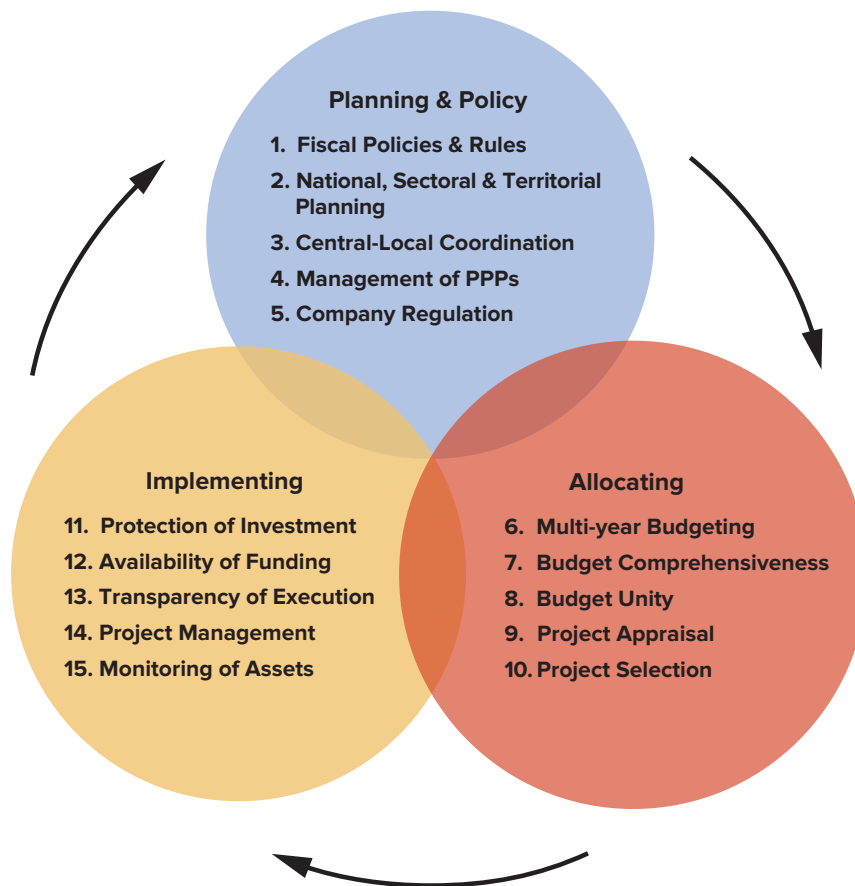 Planning & Policy
1. Fiscal Policies & Rules
2. National, Sectoral & Territorial
Planning
3. Central-Local Coordination
4. Management of PPPs
5. Company Regulation
Implementing
11. Protection of Investment
12. Availability of Funding
13. Transparency of Execution
14. Project Management
15. Monitoring of Assets
Allocating
6. Multi-year Budgeting
7. Budget Comprehensiveness
8. Budget Unity
9. Project Appraisal
10. Project Selection